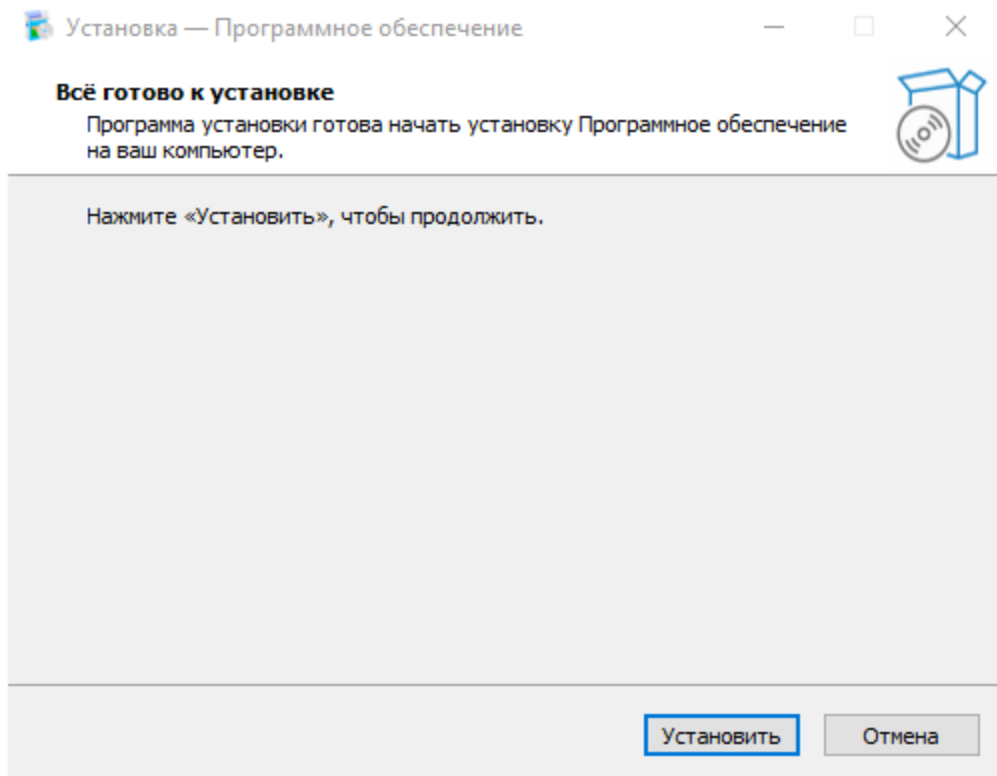 Установка — Программное обеспечение
Всё готово к установке
Программа установки готова начать установку Программное обеспечение
на ваш компьютер.
Нажмите «Установить», чтобы продолжить.
Установить
Отмена